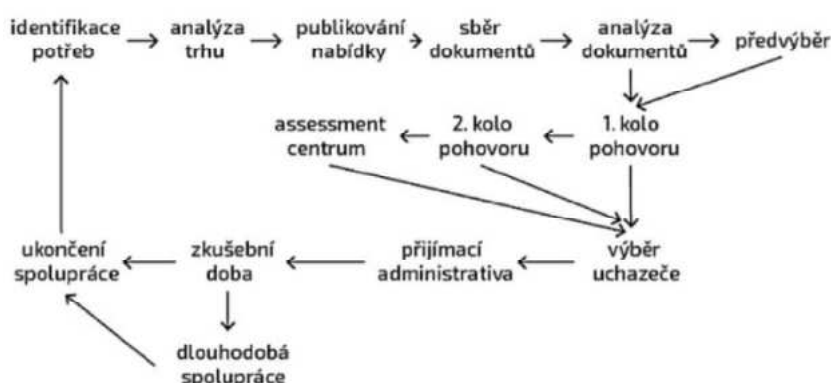 identifikace
potřeb
analýza
trhu
publikování
nabídky
sběr
dokumentů
analýza
dokumentů
předvýběr
assessment
centrum
2. kolo
pohovoru
1. kolo
pohovoru
ukončení
spolupráce
zkušební
doba
přijímací
administrativa
výběr
uchazeče
dlouhodobá
spolupráce